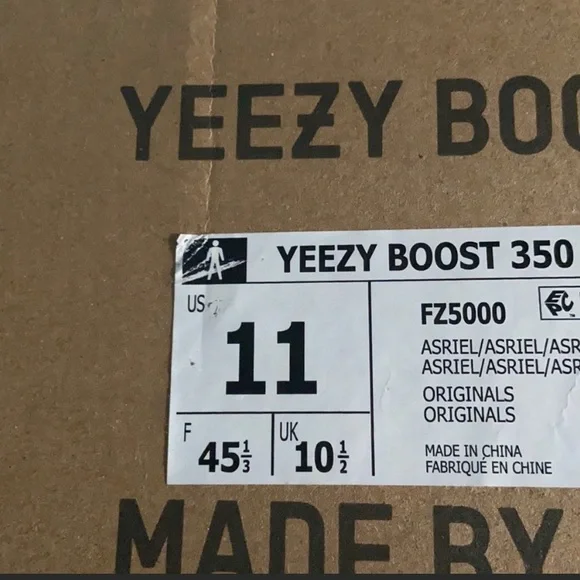 YEEZY BOO
YEEZY BOOST 350
US
11
F
45⅓
UK
10½
FZ5000
ASRIEL/ASRIEL/ASR
ASRIEL/ASRIEL/ASR
ORIGINALS
ORIGINALS
MADE IN CHINA
FABRIQUÉ EN CHINE
MADE BY